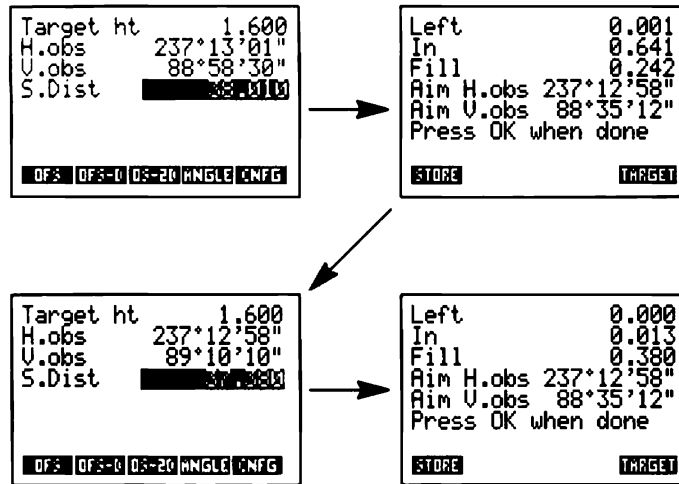 Target ht 1.600
H.obs 237°13'01"
V.obs 88°58'30"
S.Dist 38.010
OFS OFS-D OS-2D ANGLE CNFG
Left 0.001
In 0.641
Fill 0.242
Aim H.obs 237°12'58"
Aim V.obs 88°35'12"
Press OK when done
STORE TARGET
Target ht 1.600
H.obs 237°12'58"
V.obs 89°10'10"
S.Dist
OFS OFS-D OS-2D ANGLE CNFG
Left 0.000
In 0.013
Fill 0.380
Aim H.obs 237°12'58"
Aim V.obs 88°35'12"
Press OK when done
STORE TARGET